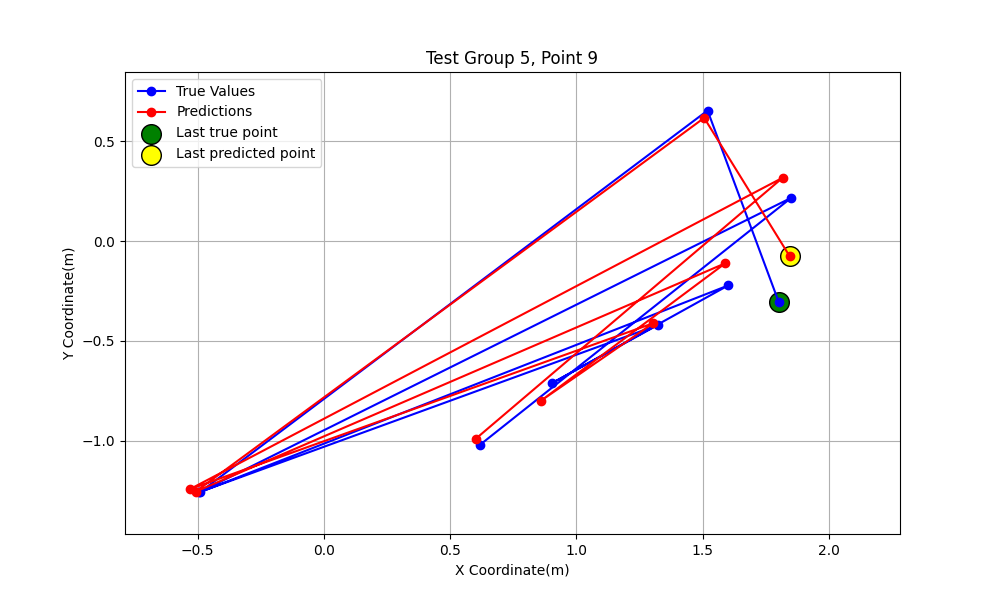 Test Group 5, Point 9
True Values
Predictions
Last true point
Last predicted point
0.5
0.0
−0.5
−1.0
Y Coordinate(m)
−0.5
0.0
0.5
1.0
1.5
2.0
X Coordinate(m)